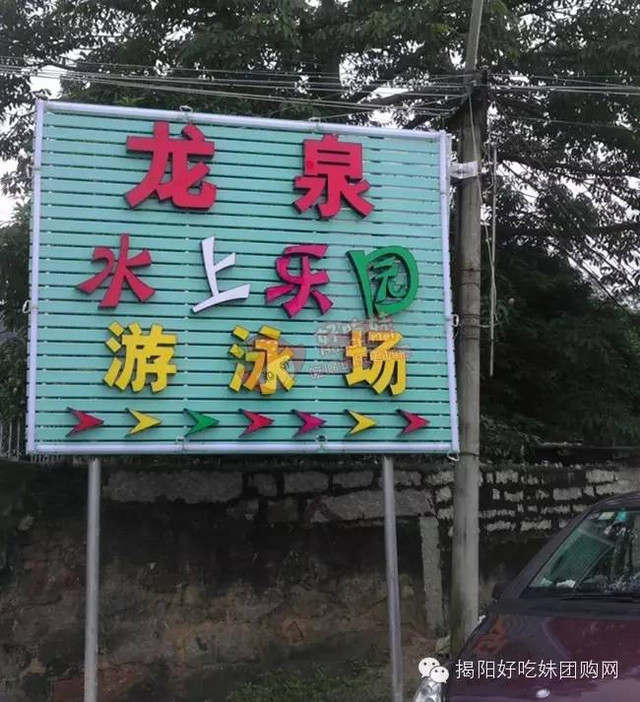 龙泉
水上乐园
游泳场
揭阳好吃妹团购网